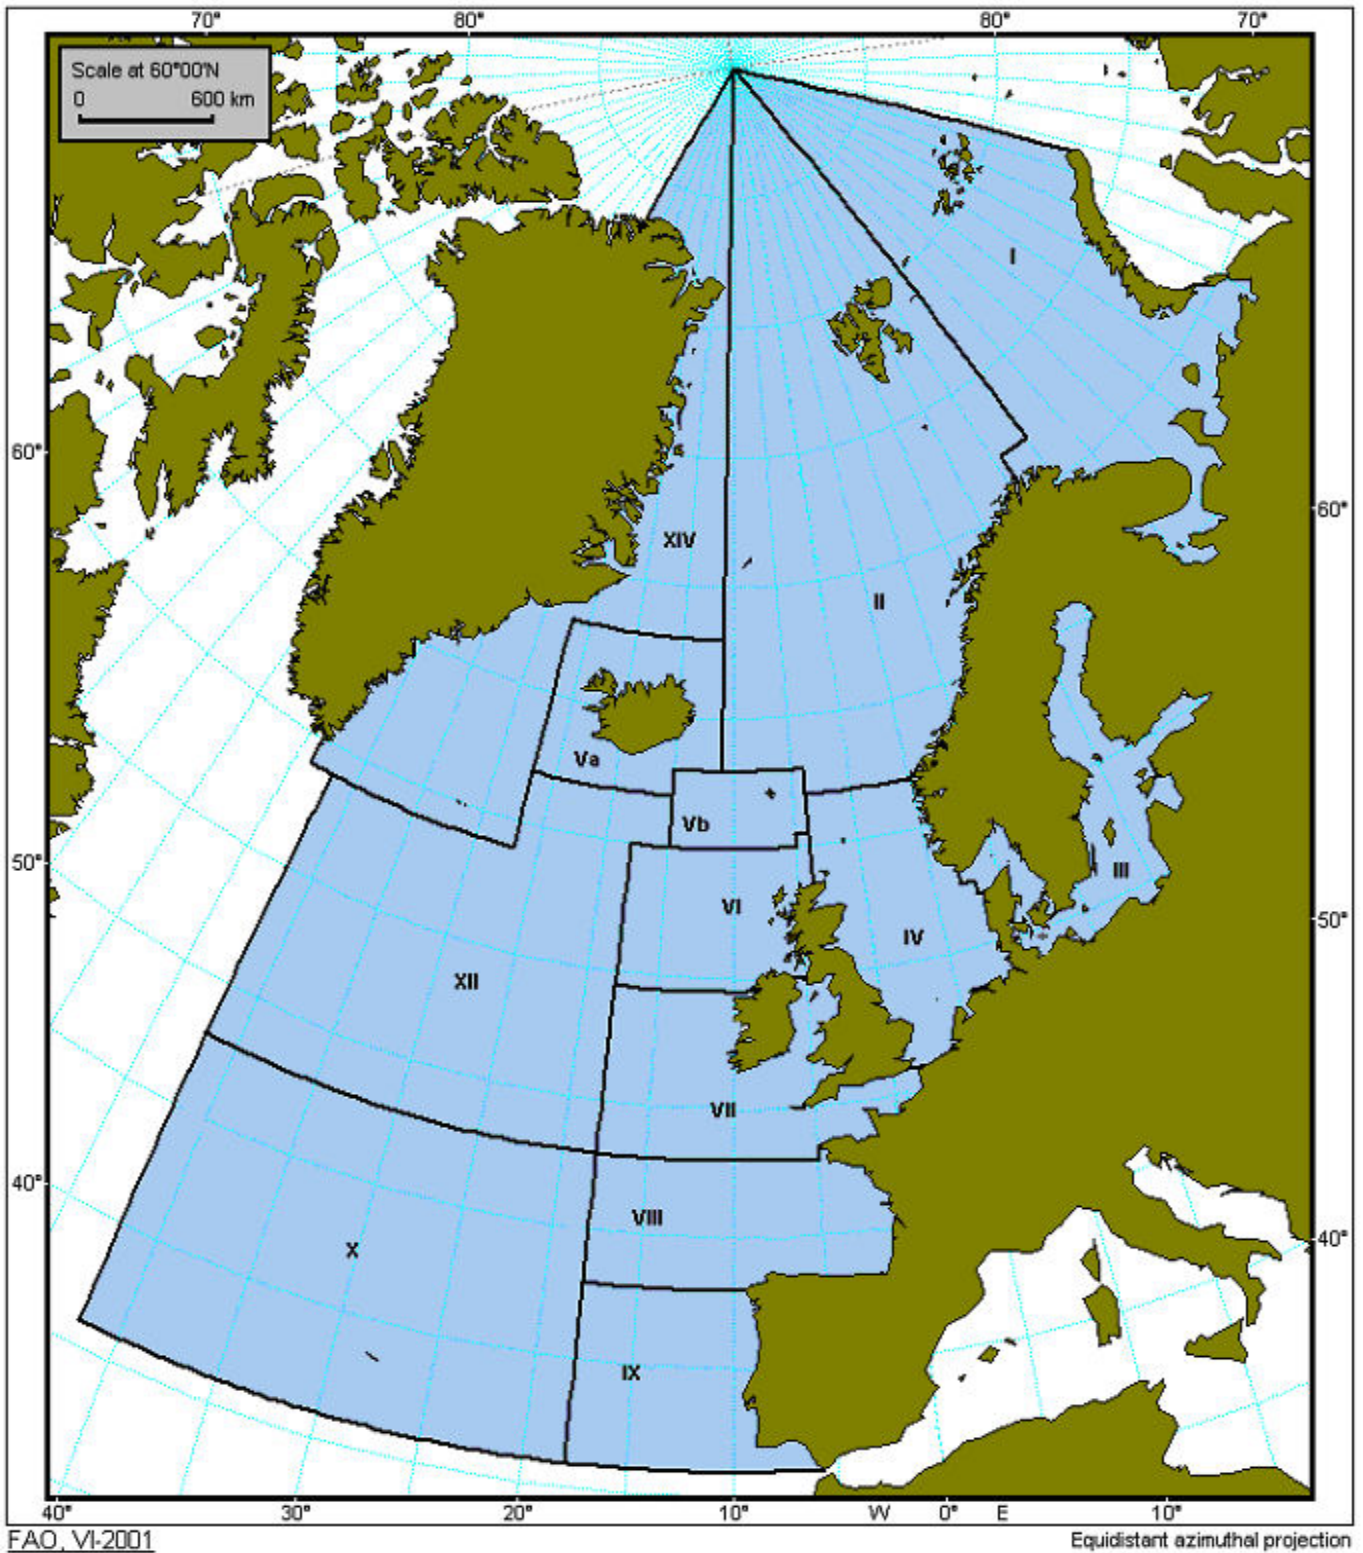 70° 80° 80° 70°
Scale at 60°00'N
0 600 km
I
60°
60°
XIV
II
Va
Vb
50°
III
VI
50°
IV
XII
VII
40°
VIII
40°
X
IX
40° 30° 20° 10° W 0° E 10°
FAO, VI-2001 Equidistant azimuthal projection